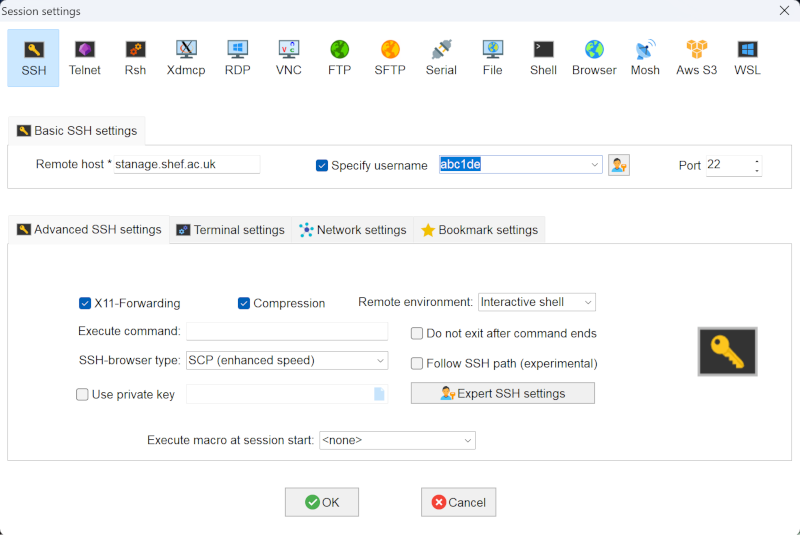 Session settings
SSH Telnet Rsh Xdmcp RDP VNC FTP SFTP Serial File Shell Browser Mosh Aws S3 WSL
Basic SSH settings
Remote host * stanage.shef.ac.uk Specify username abc1de Port 22
Advanced SSH settings Terminal settings Network settings Bookmark settings
X11-Forwarding Compression Remote environment: Interactive shell
Execute command: Do not exit after command ends
SSH-browser type: SCP (enhanced speed) Follow SSH path (experimental)
Use private key Expert SSH settings
Execute macro at session start: <none>
OK Cancel